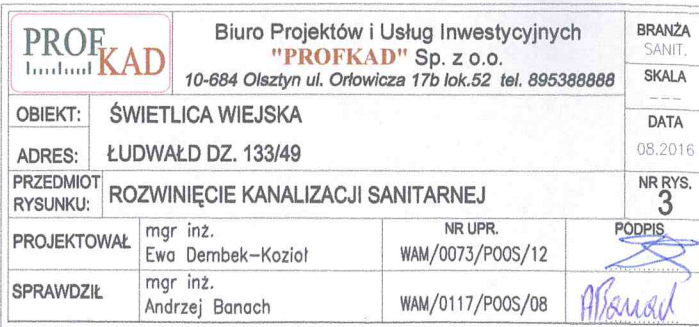 PROFKAD
Biuro Projektów i Usług Inwestycyjnych
"PROFKAD" Sp. z o.o.
10-684 Olsztyn ul. Orłowicza 17b lok.52 tel. 895388888
BRANŻA
SANIT.
SKALA
---
OBIEKT: ŚWIETLICA WIEJSKA
DATA
08.2016
ADRES: ŁUDWAŁD DZ. 133/49
PRZEDMIOT RYSUNKU: ROZWINIĘCIE KANALIZACJI SANITARNEJ
NR RYS.
3
PROJEKTOWAŁ
mgr inż.
Ewa Dembek-Kozioł
NR UPR.
WAM/0073/POOS/12
PODPIS
SPRAWDZIŁ
mgr inż.
Andrzej Banach
WAM/0117/POOS/08
ABanach